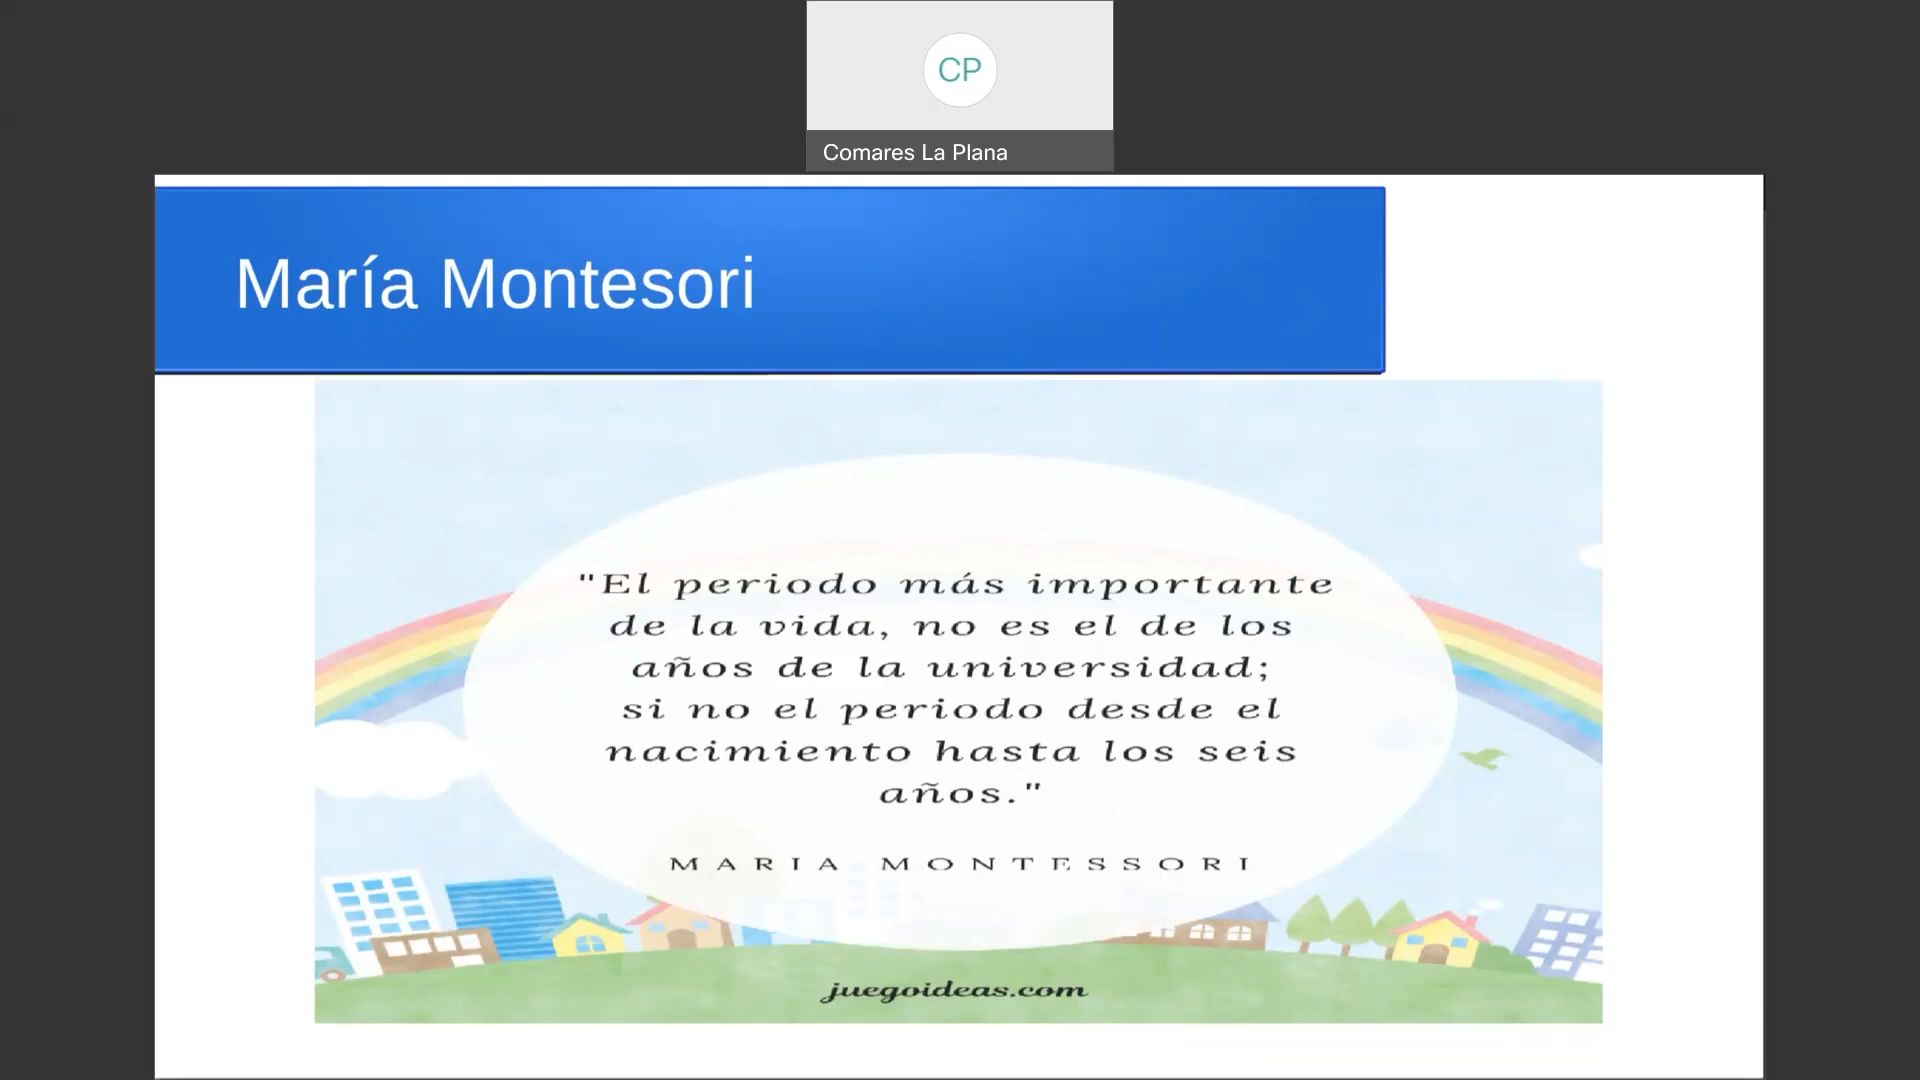 CP
Comares La Plana
María Montesori
"El periodo más importante
de la vida, no es el de los
años de la universidad;
si no el periodo desde el
nacimiento hasta los seis
años."
MARIA MONTESSORI
juegoideas.com